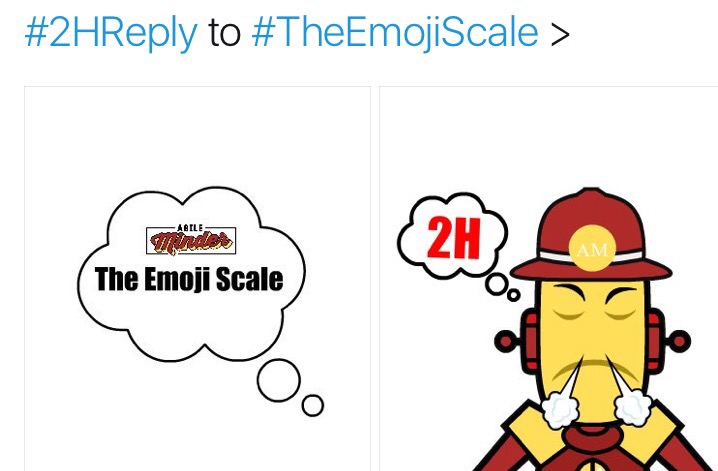 #2HReply to #TheEmojiScale >
AGILE
Minder
The Emoji Scale
2H
AM